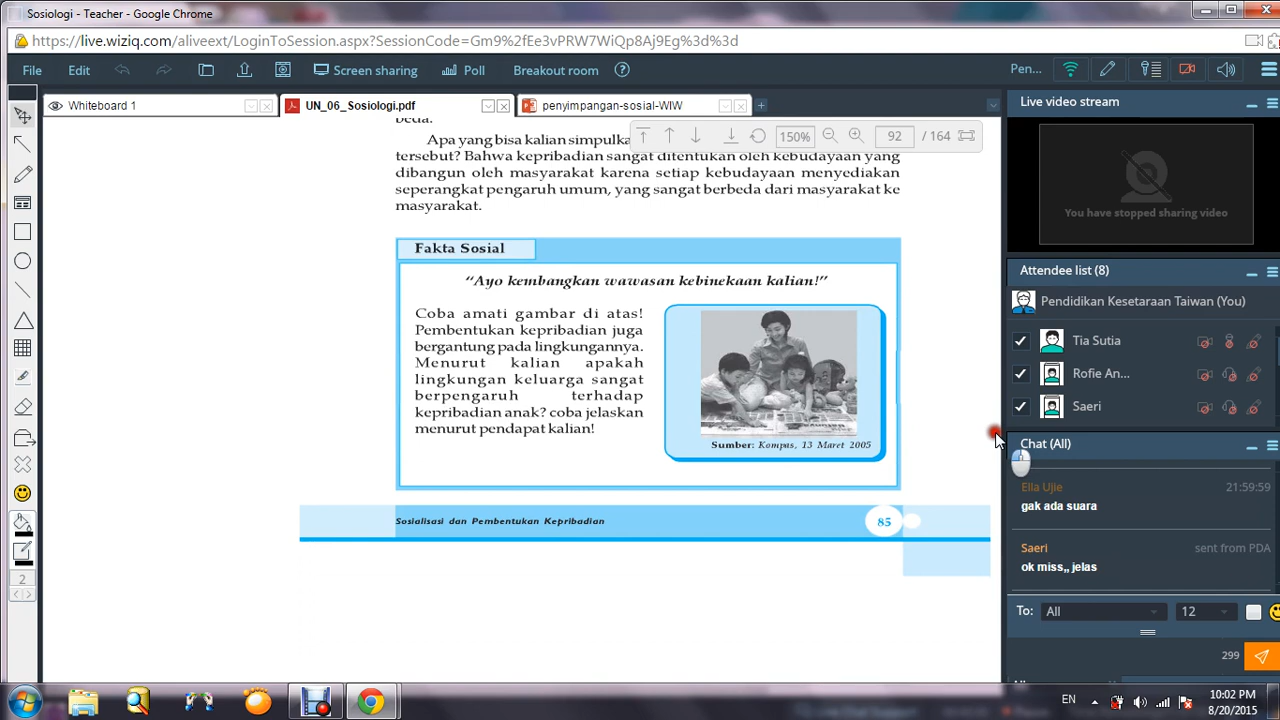 Sosiologi - Teacher - Google Chrome
https://live.wiziq.com/aliveext/LoginToSession.aspx?SessionCode=Gm9%2fEe3vPRW7WiQp8Aj9Eg%3d%3d
File Edit Screen sharing Poll Breakout room Pen...
Whiteboard 1 UN_06_Sosiologi.pdf penyimpangan-sosial-WIW
150% 92 / 164
beda.
Apa yang bisa kalian simpulka
tersebut? Bahwa kepribadian sangat ditentukan oleh kebudayaan yang
dibangun oleh masyarakat karena setiap kebudayaan menyediakan
seperangkat pengaruh umum, yang sangat berbeda dari masyarakat ke
masyarakat.
Fakta Sosial
“Ayo kembangkan wawasan kebinekaan kalian!”
Coba amati gambar di atas!
Pembentukan kepribadian juga
bergantung pada lingkungannya.
Menurut kalian apakah
lingkungan keluarga sangat
berpengaruh terhadap
kepribadian anak? coba jelaskan
menurut pendapat kalian!
Sumber: Kompas, 13 Maret 2005
Sosialisasi dan Pembentukan Kepribadian 85
2
Live video stream
You have stopped sharing video
Attendee list (8)
Pendidikan Kesetaraan Taiwan (You)
Tia Sutia
Rofie An...
Saeri
Chat (All)
Ella Ujie 21:59:59
gak ada suara
Saeri sent from PDA
ok miss,, jelas
To: All 12
299
EN 10:02 PM
8/20/2015